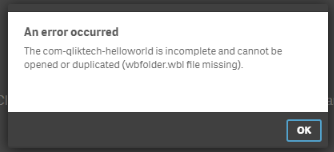 An error occurred
The com-qliktech-helloworld is incomplete and cannot be
opened or duplicated (wbfolder.wbl file missing).
OK